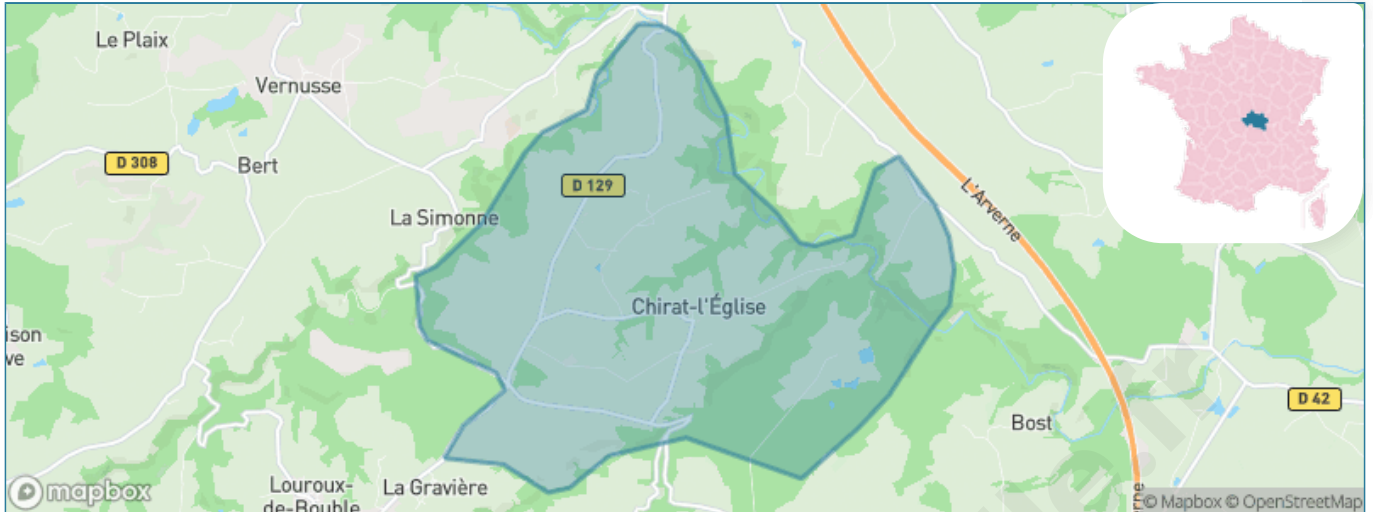 Le Plaix
Vernusse
D 308
Bert
D 129
La Simonne
L'Arverne
Chirat-l'Église
D 42
Bost
Louroux-
de-Bouble
La Gravière
mapbox
© Mapbox © OpenStreetMap